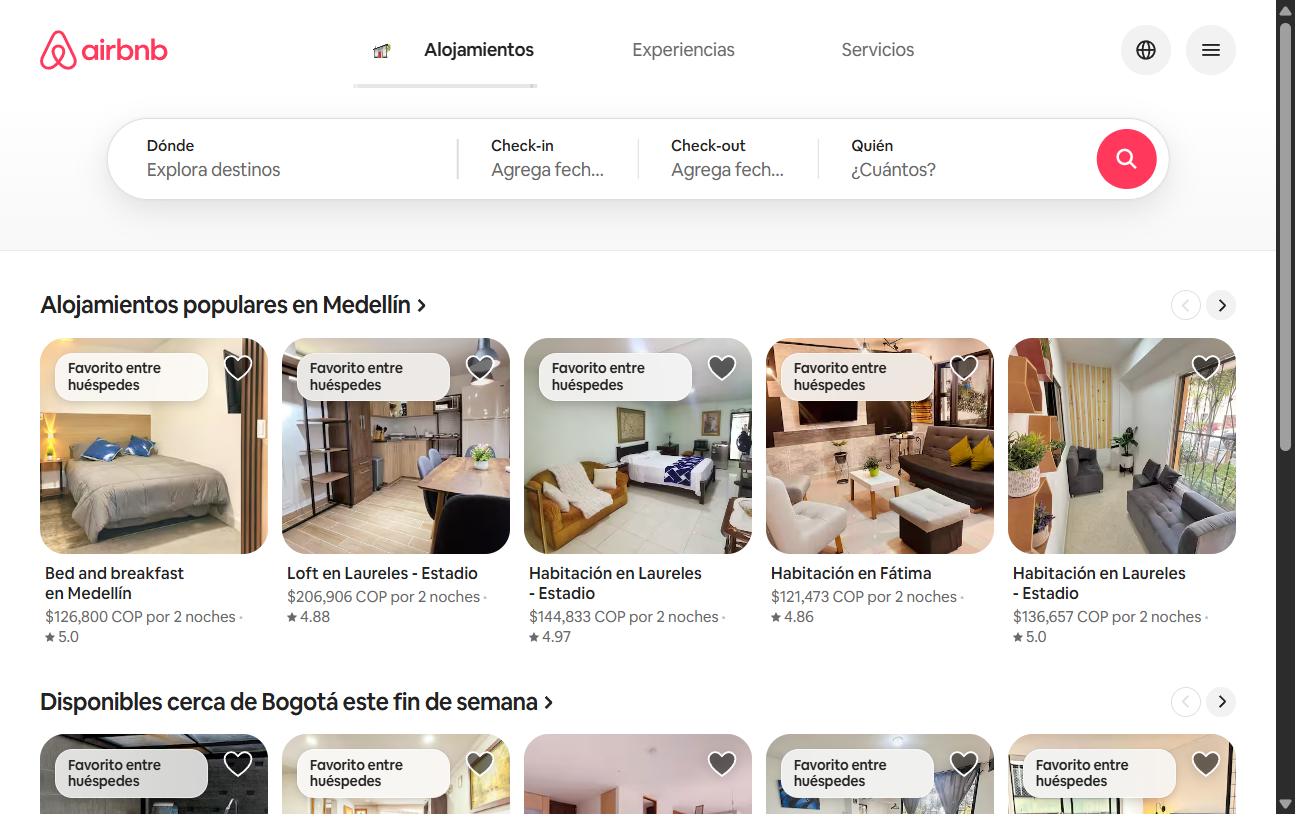 airbnb
Alojamientos
Experiencias
Servicios
Dónde
Explora destinos
Check-in
Agrega fech...
Check-out
Agrega fech...
Quién
¿Cuántos?
Alojamientos populares en Medellín
Favorito entre
huéspedes
Favorito entre
huéspedes
Favorito entre
huéspedes
Favorito entre
huéspedes
Bed and breakfast
en Medellín
$126,800 COP por 2 noches ·
5.0
Loft en Laureles - Estadio
$206,906 COP por 2 noches ·
4.88
Habitación en Laureles
- Estadio
$144,833 COP por 2 noches ·
4.97
Habitación en Fátima
$121,473 COP por 2 noches ·
4.86
Habitación en Laureles
- Estadio
$136,657 COP por 2 noches ·
5.0
Disponibles cerca de Bogotá este fin de semana
Favorito entre
huéspedes
Favorito entre
huéspedes
Favorito entre
huéspedes
Favorito entre
huéspedes